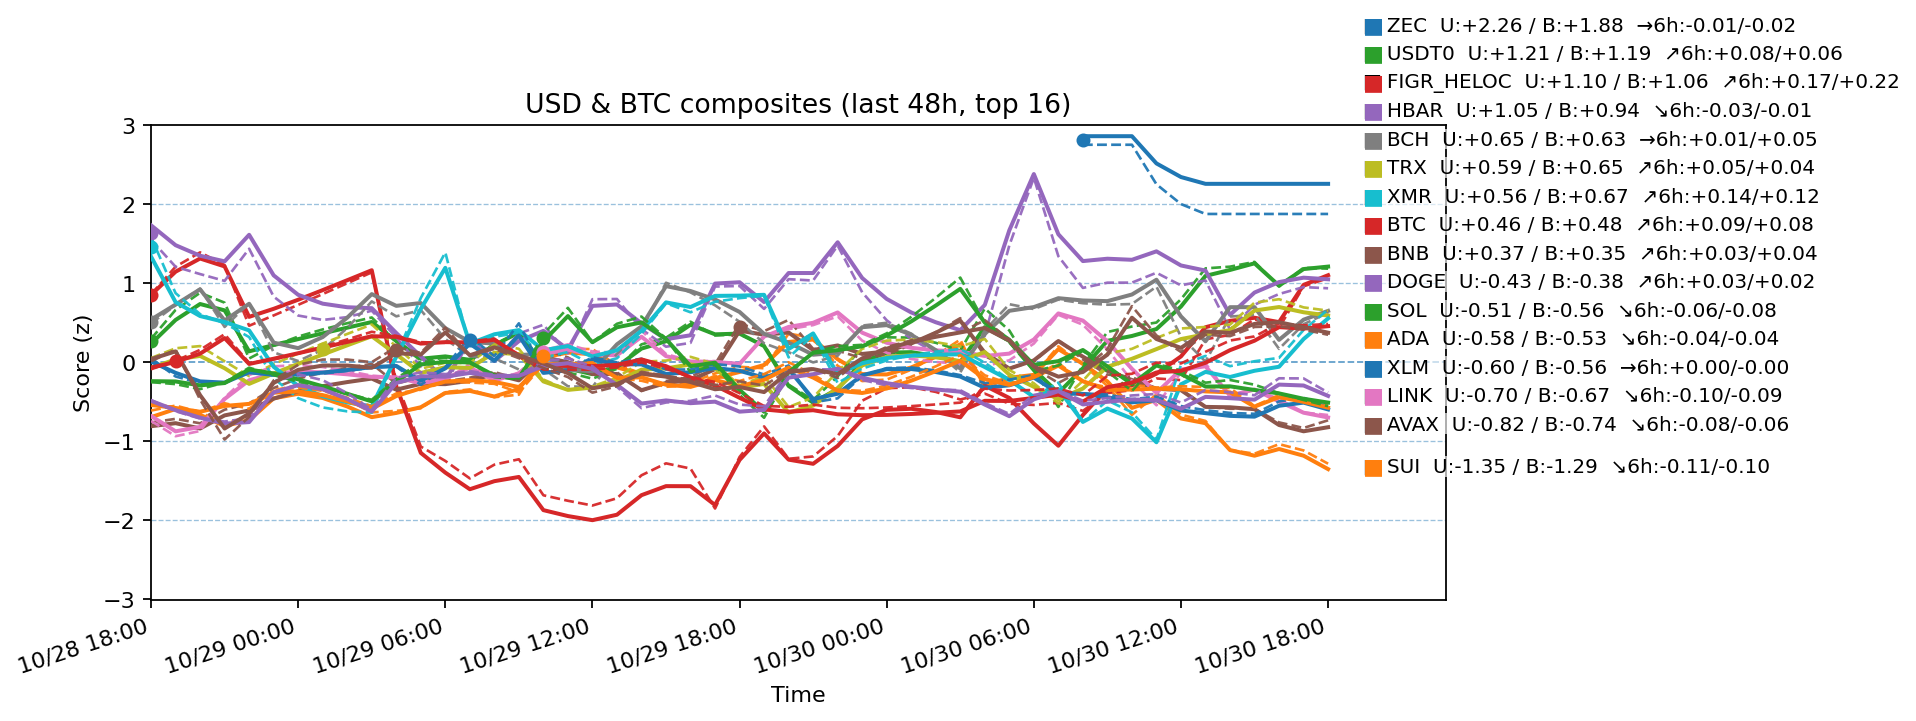 ZEC  U:+2.26 / B:+1.88  →6h:-0.01/-0.02
USDT0  U:+1.21 / B:+1.19  ↗6h:+0.08/+0.06
FIGR_HELOC  U:+1.10 / B:+1.06  ↗6h:+0.17/+0.22
HBAR  U:+1.05 / B:+0.94  ↘6h:-0.03/-0.01
BCH  U:+0.65 / B:+0.63  →6h:+0.01/+0.05
TRX  U:+0.59 / B:+0.65  ↗6h:+0.05/+0.04
XMR  U:+0.56 / B:+0.67  ↗6h:+0.14/+0.12
BTC  U:+0.46 / B:+0.48  ↗6h:+0.09/+0.08
BNB  U:+0.37 / B:+0.35  ↗6h:+0.03/+0.04
DOGE  U:-0.43 / B:-0.38  ↗6h:+0.03/+0.02
SOL  U:-0.51 / B:-0.56  ↘6h:-0.06/-0.08
ADA  U:-0.58 / B:-0.53  ↘6h:-0.04/-0.04
XLM  U:-0.60 / B:-0.56  →6h:+0.00/-0.00
LINK  U:-0.70 / B:-0.67  ↘6h:-0.10/-0.09
AVAX  U:-0.82 / B:-0.74  ↘6h:-0.08/-0.06
SUI  U:-1.35 / B:-1.29  ↘6h:-0.11/-0.10
USD & BTC composites (last 48h, top 16)
Score (z)
3
2
1
0
−1
−2
−3
10/28 18:00
10/29 00:00
10/29 06:00
10/29 12:00
10/29 18:00
10/30 00:00
10/30 06:00
10/30 12:00
10/30 18:00
Time